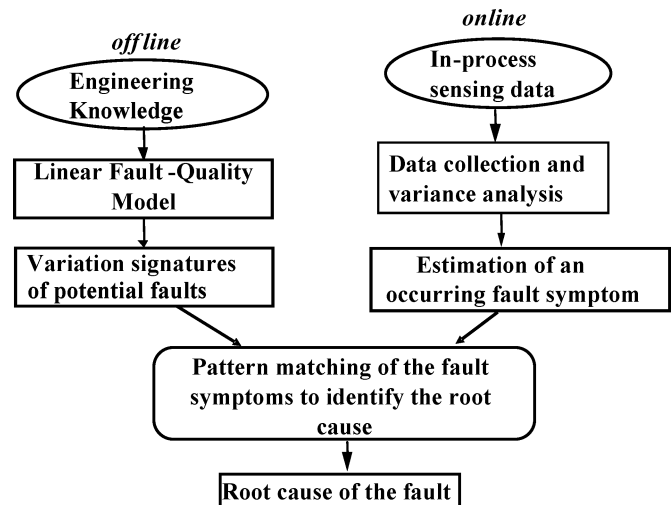 offline
Engineering
Knowledge
Linear Fault -Quality
Model
Variation signatures
of potential faults
online
In-process
sensing data
Data collection and
variance analysis
Estimation of an
occurring fault symptom
Pattern matching of the fault
symptoms to identify the root
cause
Root cause of the fault